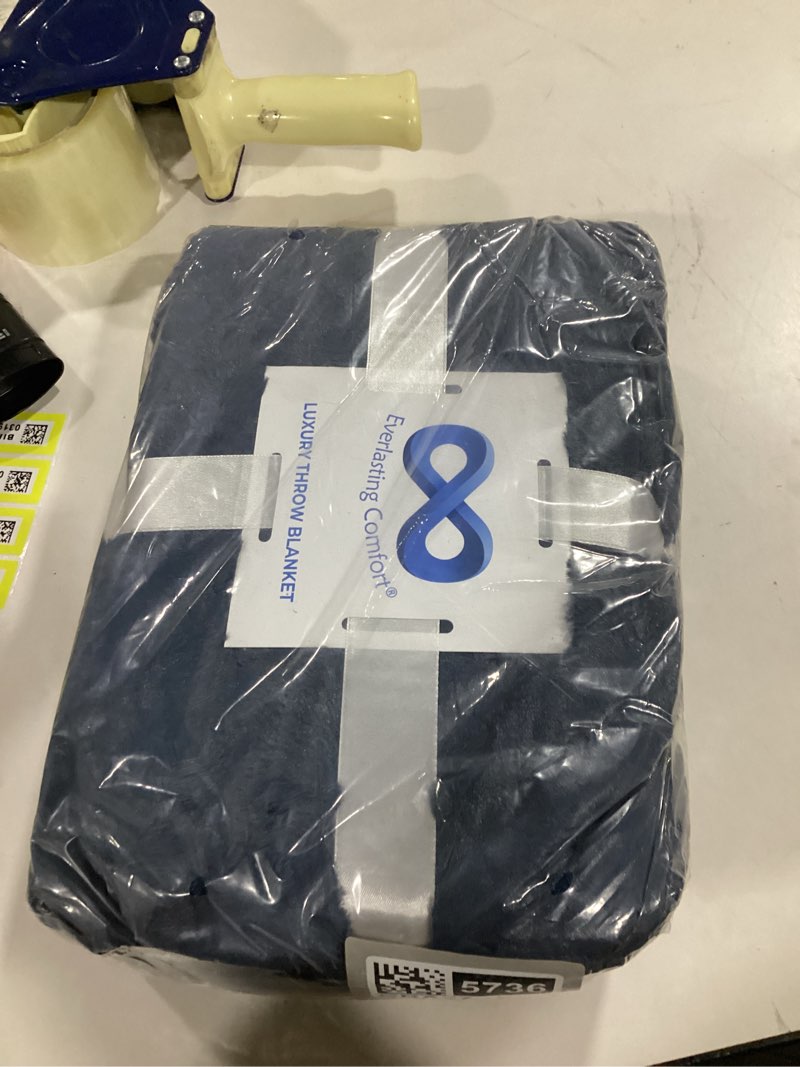 Everlasting Comfort®
LUXURY THROW BLANKET
5736